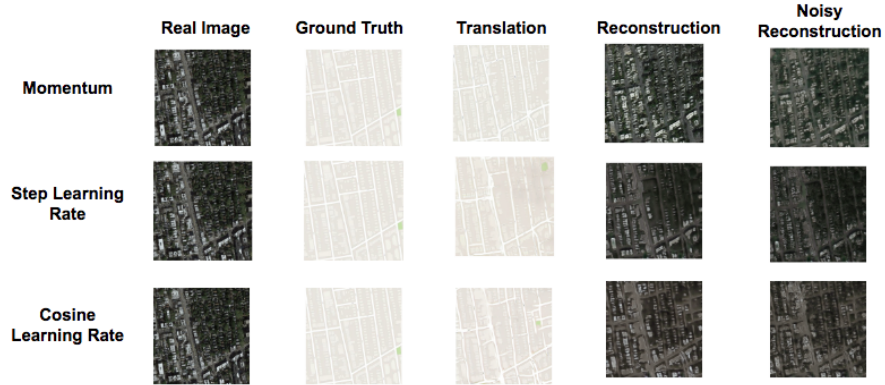 Real Image
Ground Truth
Translation
Reconstruction
Noisy
Reconstruction
Momentum
Step Learning
Rate
Cosine
Learning Rate